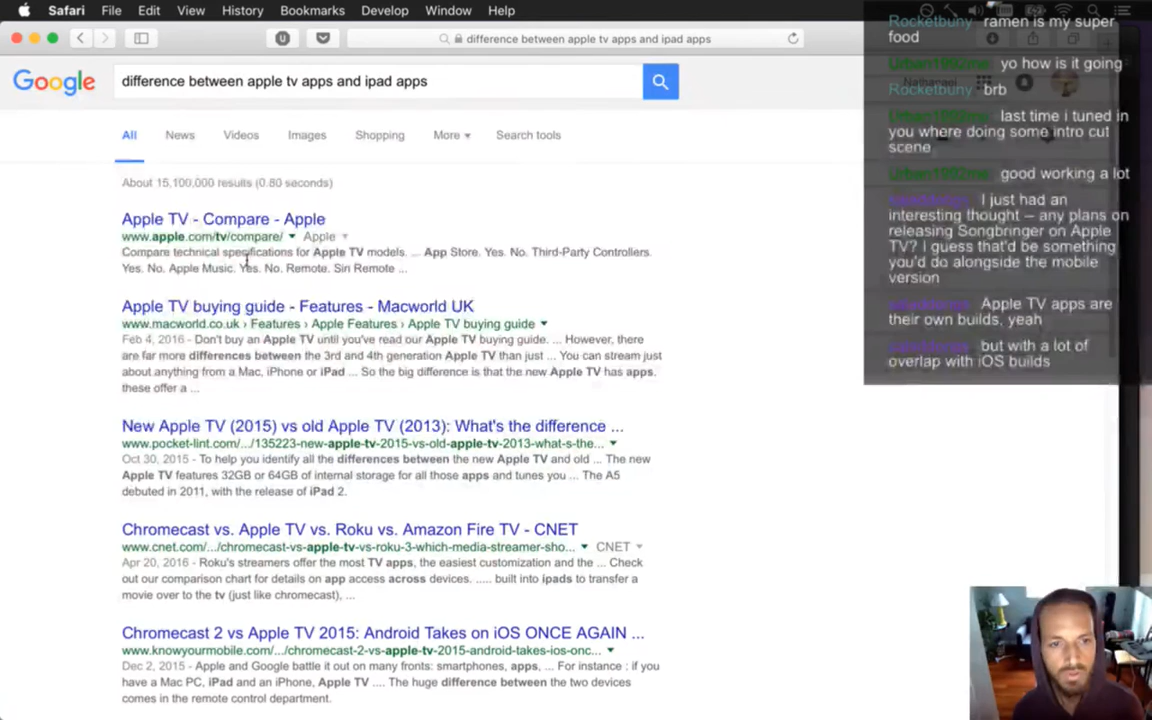 Safari File Edit View History Bookmarks Develop Window Help
difference between apple tv apps and ipad apps
Google
difference between apple tv apps and ipad apps
All News Videos Images Shopping More Search tools
About 15,100,000 results (0.80 seconds)
Apple TV - Compare - Apple
www.apple.com/tv/compare/ Apple
Compare technical specifications for Apple TV models. ... App Store. Yes. No. Third-Party Controllers.
Yes. No. Apple Music. Yes. No. Remote. Siri Remote ...
Apple TV buying guide - Features - Macworld UK
www.macworld.co.uk › Features › Apple Features › Apple TV buying guide
Feb 4, 2016 - Don't buy an Apple TV until you've read our Apple TV buying guide. ... However, there
are far more differences between the 3rd and 4th generation Apple TV than just ... You can stream just
about anything from a Mac, iPhone or iPad ... So the big difference is that the new Apple TV has apps.
these offer a ...
New Apple TV (2015) vs old Apple TV (2013): What's the difference ...
www.pocket-lint.com/.../135223-new-apple-tv-2015-vs-old-apple-tv-2013-what-s-the...
Oct 30, 2015 - To help you identify all the differences between the new Apple TV and old ... The new
Apple TV features 32GB or 64GB of internal storage for all those apps and tunes you ... The A5
debuted in 2011, with the release of iPad 2.
Chromecast vs. Apple TV vs. Roku vs. Amazon Fire TV - CNET
www.cnet.com/.../chromecast-vs-apple-tv-vs-roku-3-which-media-streamer-sho... CNET
Apr 20, 2016 - Roku's streamers offer the most TV apps, the easiest customization and the ... Check
out our comparison chart for details on app access across devices. ..... built into ipads to transfer a
movie over to the tv (just like chromecast), ...
Chromecast 2 vs Apple TV 2015: Android Takes on iOS ONCE AGAIN ...
www.knowyourmobile.com/.../chromecast-2-vs-apple-tv-2015-android-takes-ios-onc...
Dec 2, 2015 - Apple and Google battle it out on many fronts: smartphones, apps, ... For instance : if you
have a Mac PC, iPad and an iPhone, Apple TV .... The huge difference between the two devices
comes in the remote control department.
Rocketbuny ramen is my super
food
Urban1992me yo how is it going
Nathanael
Rocketbuny brb
Urban1992me last time i tuned in
you where doing some intro cut
scene
Urban1992me good working a lot
I just had an
interesting thought – any plans on
releasing Songbringer on Apple
TV? I guess that'd be something
you'd do alongside the mobile
version
Apple TV apps are
their own builds, yeah
but with a lot of
overlap with iOS builds